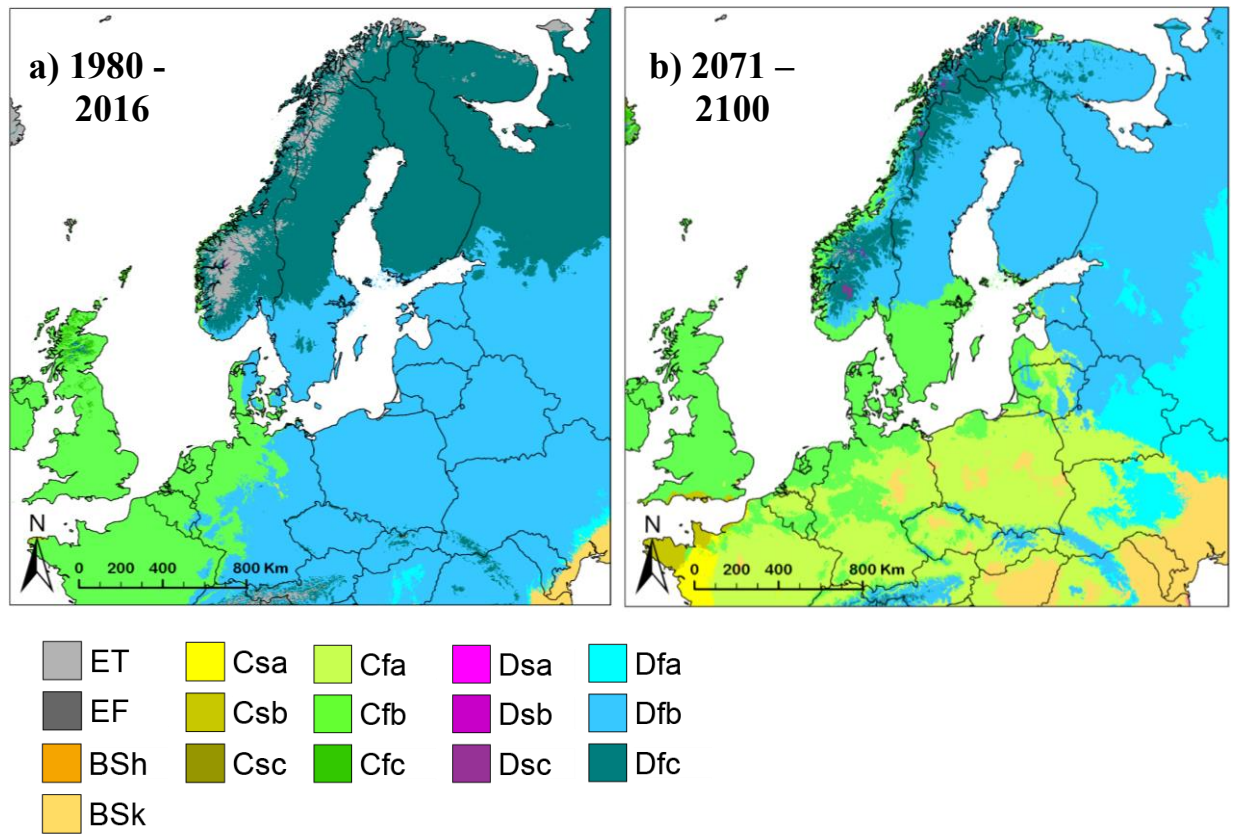 a) 1980 -
2016
N
0 200 400 800 Km
b) 2071 –
2100
N
0 200 400 800 Km
ET Csa Cfa Dsa Dfa
EF Csb Cfb Dsb Dfb
BSh Csc Cfc Dsc Dfc
BSk